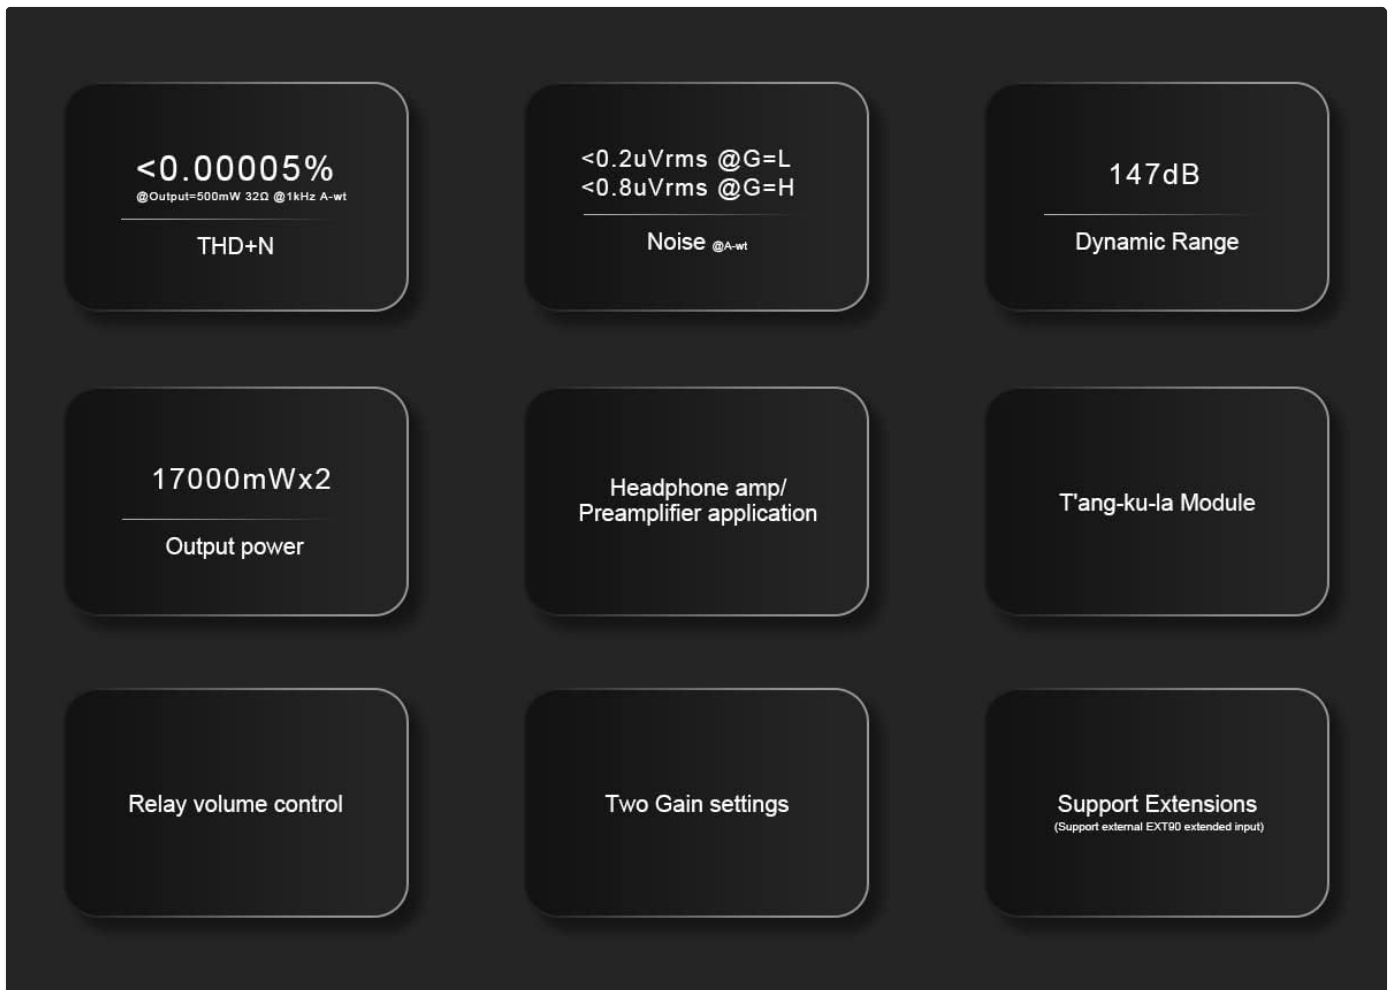 <0.00005%
@Output=500mW 32Ω @1kHz A-wt
THD+N
<0.2uVrms @G=L
<0.8uVrms @G=H
Noise @A-wt
147dB
Dynamic Range
17000mWx2
Output power
Headphone amp/
Preamplifier application
T'ang-ku-la Module
Relay volume control
Two Gain settings
Support Extensions
(Support external EXT90 extended input)